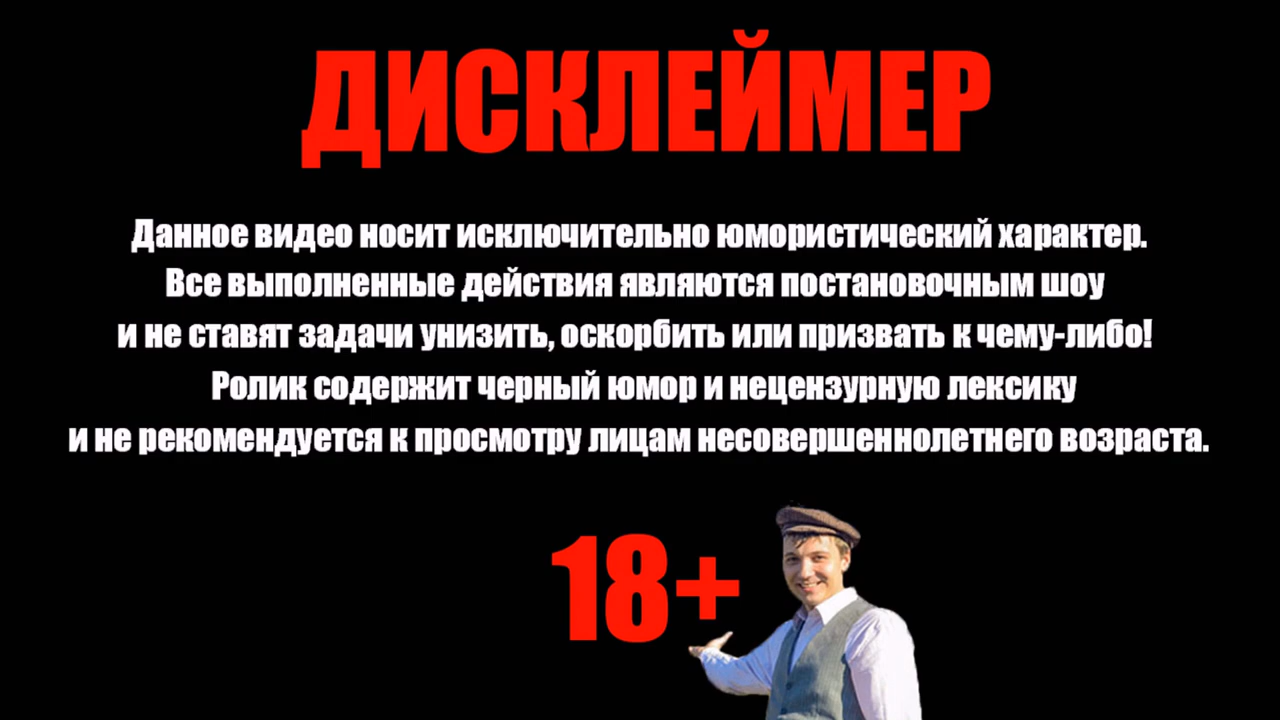 ДИСКЛЕЙМЕР
Данное видео носит исключительно юмористический характер.
Все выполненные действия являются постановочным шоу
и не ставят задачи унизить, оскорбить или призвать к чему-либо!
Ролик содержит черный юмор и нецензурную лексику
и не рекомендуется к просмотру лицам несовершеннолетнего возраста.
18+